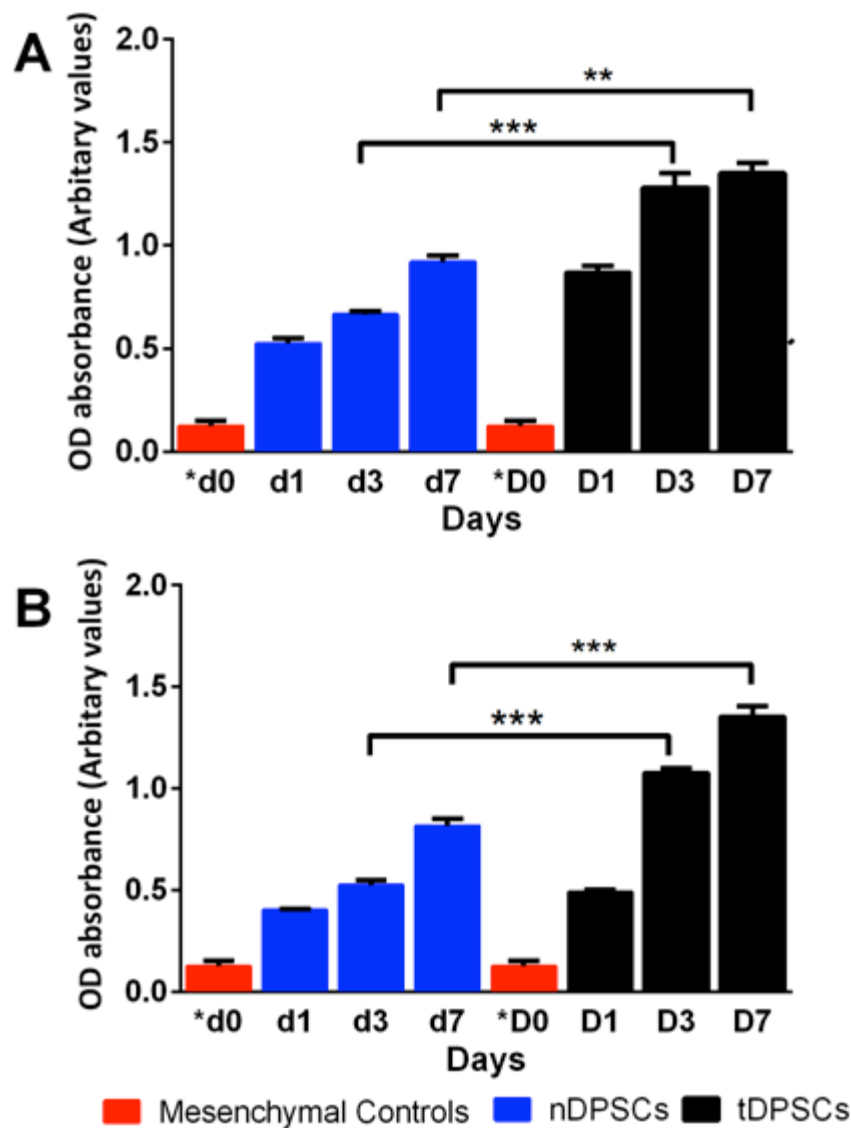 A
OD absorbance (Arbitary values)
2.0
**
***
1.5
1.0
0.5
0.0
*d0 d1 d3 d7 *D0 D1 D3 D7
Days
B
OD absorbance (Arbitary values)
2.0
***
1.5
***
1.0
0.5
0.0
*d0 d1 d3 d7 *D0 D1 D3 D7
Days
Mesenchymal Controls nDPSCs tDPSCs